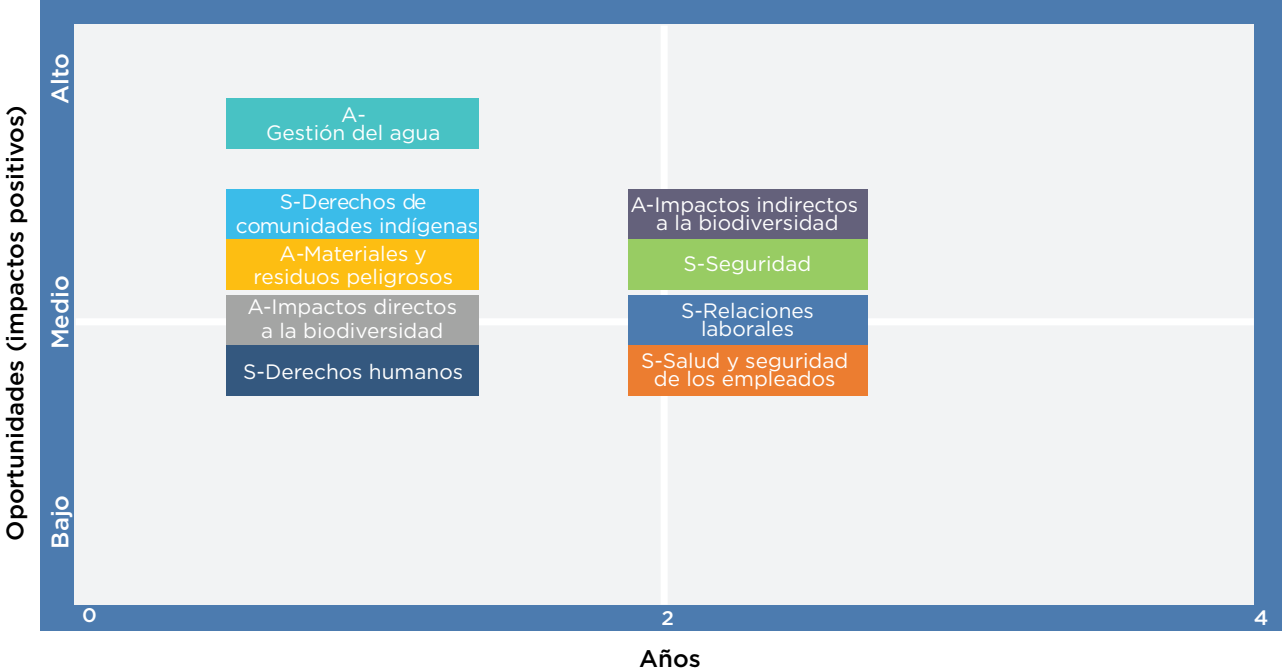 Oportunidades (impactos positivos)
Alto
Medio
Bajo
A-
Gestión del agua
S-Derechos de
comunidades indígenas
A-Materiales y
residuos peligrosos
A-Impactos directos
a la biodiversidad
S-Derechos humanos
A-Impactos indirectos
a la biodiversidad
S-Seguridad
S-Relaciones
laborales
S-Salud y seguridad
de los empleados
0
2
4
Años